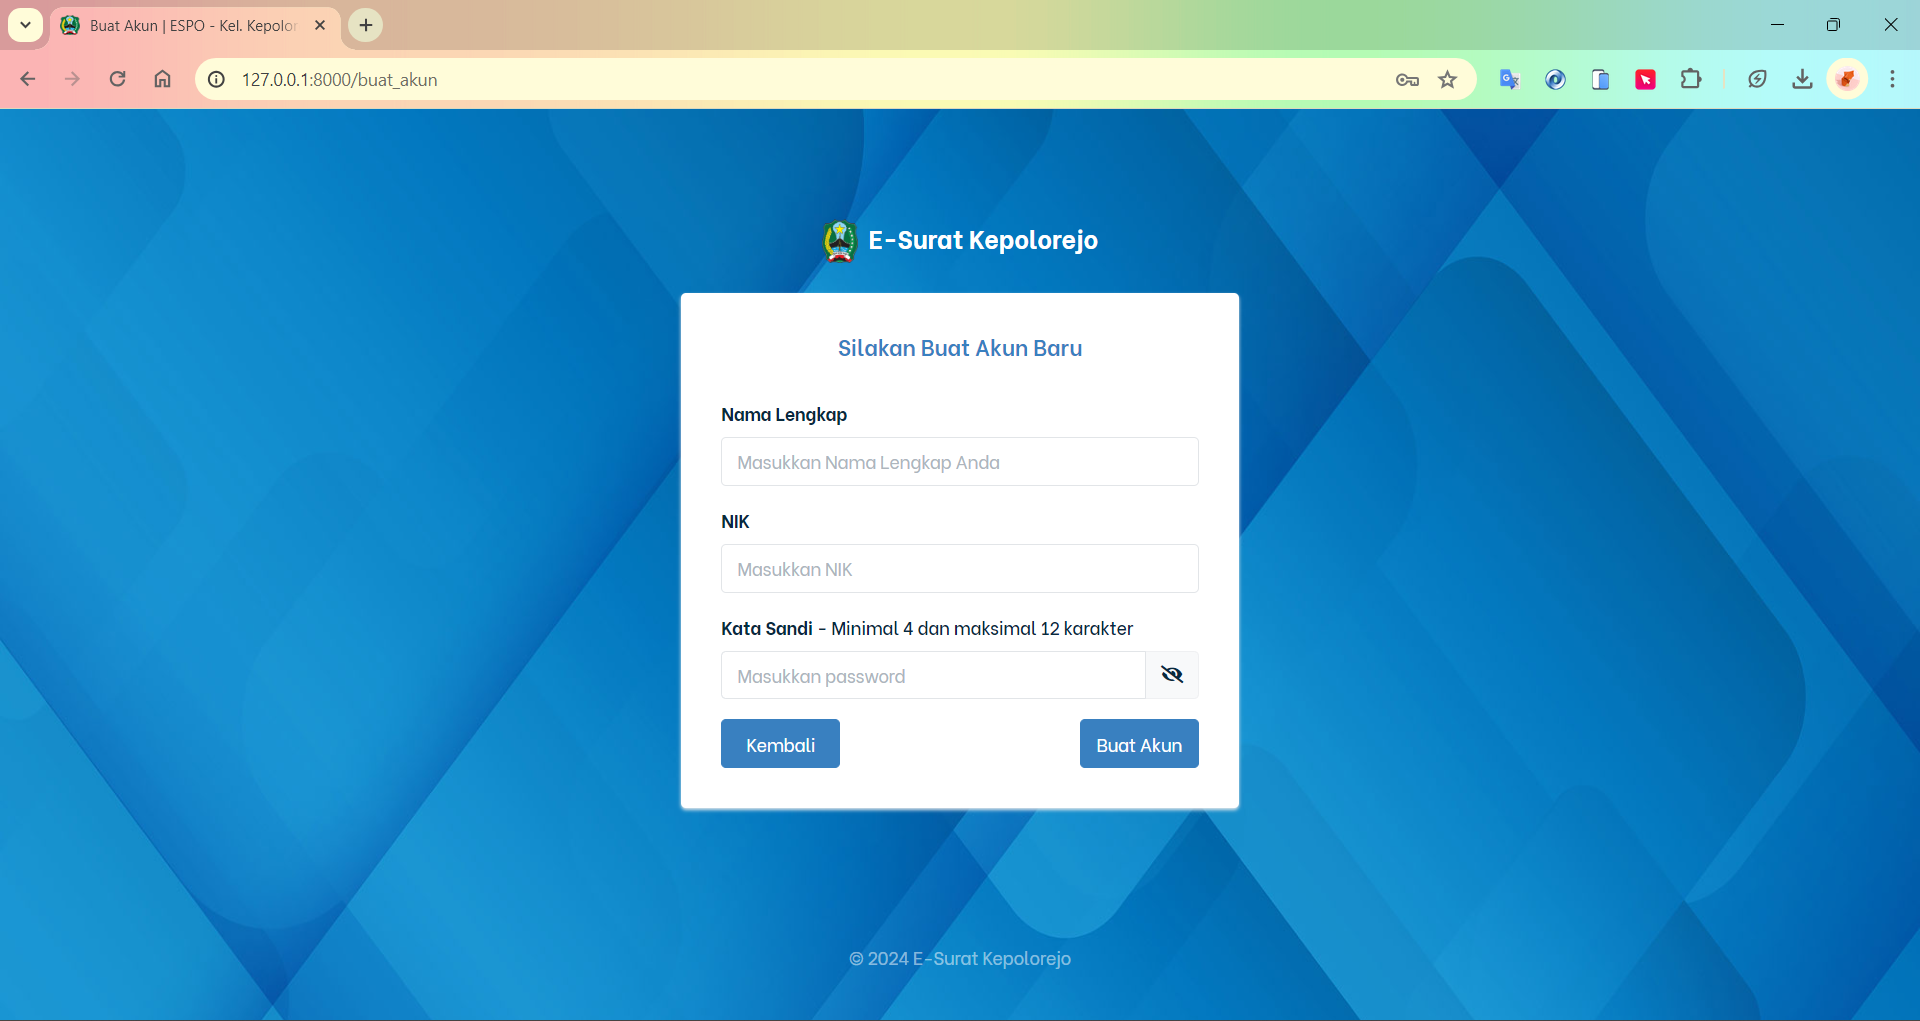 Buat Akun | ESPO - Kel. Kepolor
127.0.0.1:8000/buat_akun
E-Surat Kepolorejo
Silakan Buat Akun Baru
Nama Lengkap
Masukkan Nama Lengkap Anda
NIK
Masukkan NIK
Kata Sandi - Minimal 4 dan maksimal 12 karakter
Masukkan password
Kembali
Buat Akun
© 2024 E-Surat Kepolorejo